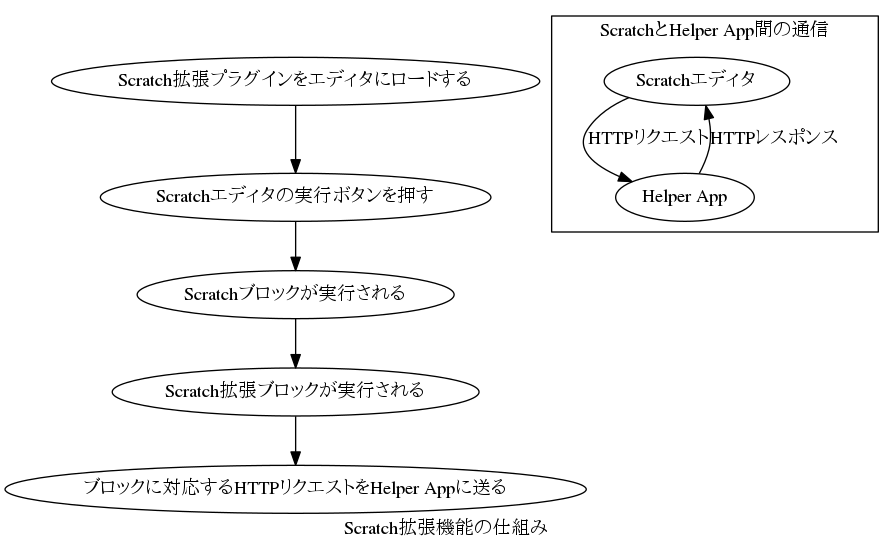 Scratch拡張プラグインをエディタにロードする
Scratchエディタの実行ボタンを押す
Scratchブロックが実行される
Scratch拡張ブロックが実行される
ブロックに対応するHTTPリクエストをHelper Appに送る
ScratchとHelper App間の通信
Scratchエディタ
HTTPリクエスト
HTTPレスポンス
Helper App
Scratch拡張機能の仕組み